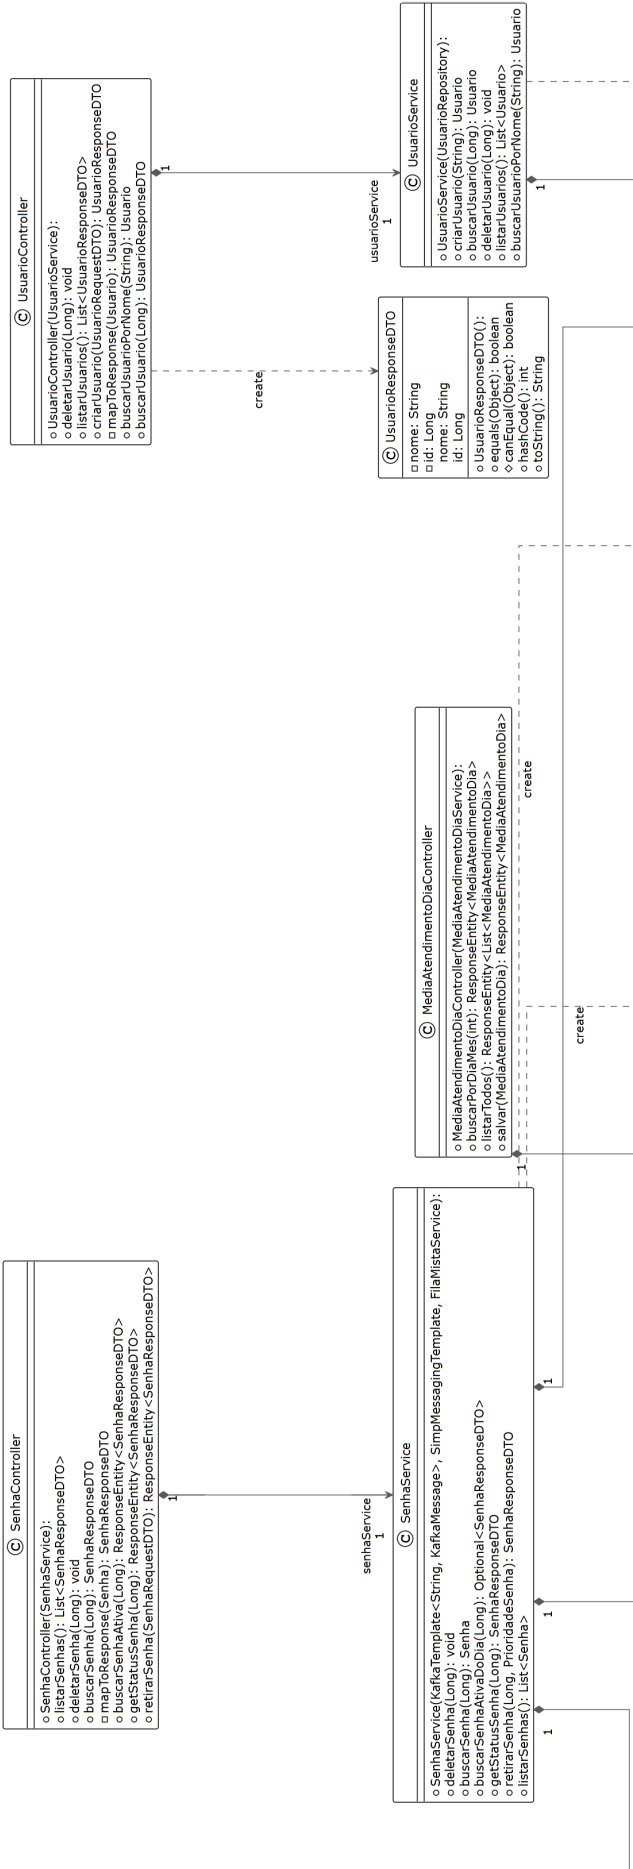 C UsuarioService
UsuarioService(UsuarioRepository):
criarUsuario(String): Usuario
buscarUsuario(Long): Usuario
deletarUsuario(Long): void
listarUsuarios(): List<Usuario>
buscarUsuarioPorNome(String): Usuario
1
C UsuarioController
UsuarioController(UsuarioService):
deletarUsuario(Long): void
listarUsuarios(): List<UsuarioResponseDTO>
criarUsuario(UsuarioRequestDTO): UsuarioResponseDTO
mapToResponse(Usuario): UsuarioResponseDTO
buscarUsuarioPorNome(String): Usuario
buscarUsuario(Long): UsuarioResponseDTO
1
usuarioService
1
create
C UsuarioResponseDTO
nome: String
id: Long
nome: String
id: Long
UsuarioResponseDTO():
equals(Object): boolean
canEqual(Object): boolean
hashCode(): int
toString(): String
C MediaAtendimentoDiaController
MediaAtendimentoDiaController(MediaAtendimentoDiaService):
buscarPorDiaMes(int): ResponseEntity<MediaAtendimentoDia>
listarTodos(): ResponseEntity<List<MediaAtendimentoDia>>
salvar(MediaAtendimentoDia): ResponseEntity<MediaAtendimentoDia>
1
create
create
C SenhaController
SenhaController(SenhaService):
listarSenhas(): List<SenhaResponseDTO>
deletarSenha(Long): void
buscarSenha(Long): SenhaResponseDTO
mapToResponse(Senha): SenhaResponseDTO
buscarSenhaAtiva(Long): ResponseEntity<SenhaResponseDTO>
getStatusSenha(Long): ResponseEntity<SenhaResponseDTO>
retirarSenha(SenhaRequestDTO): ResponseEntity<SenhaResponseDTO>
1
senhaService
1
C SenhaService
SenhaService(KafkaTemplate<String, KafkaMessage>, SimpMessagingTemplate, FilaMistaService):
deletarSenha(Long): void
buscarSenha(Long): Senha
buscarSenhaAtivaDoDia(Long): Optional<SenhaResponseDTO>
getStatusSenha(Long): SenhaResponseDTO
retirarSenha(Long, PrioridadeSenha): SenhaResponseDTO
listarSenhas(): List<Senha>
1
1
1